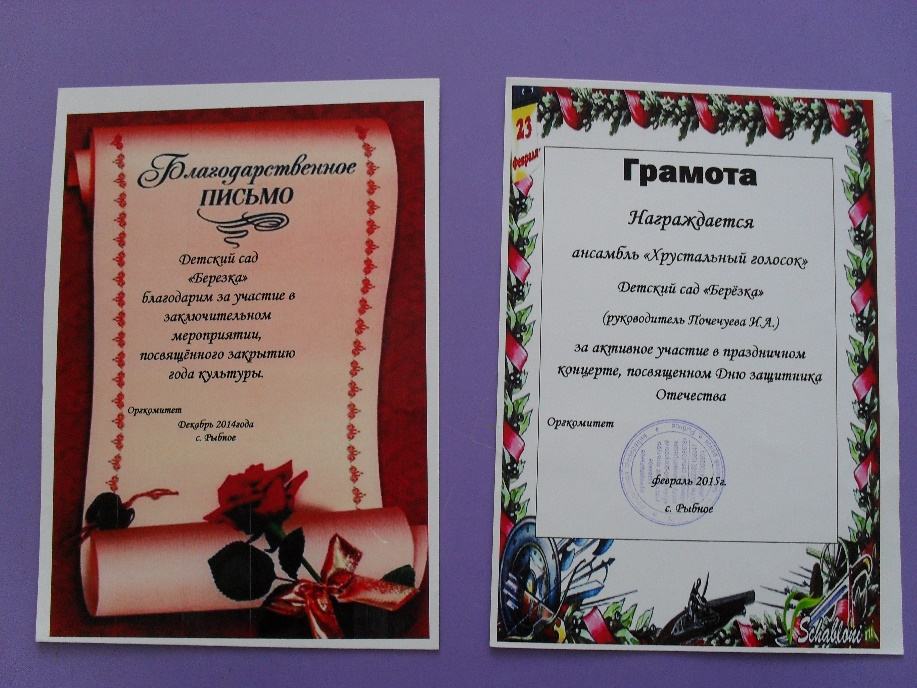 Благодарственное
ПИСЬМО
Детский сад
«Березка»
благодарим за участие в
заключительном
мероприятии,
посвящённого закрытию
года культуры.
Оргкомитет
Декабрь 2014года
с. Рыбное
23
Февраля
Грамота
Награждается
ансамбль «Хрустальный голосок»
Детский сад «Берёзка»
(руководитель Почечуева И.А.)
за активное участие в праздничном
концерте, посвященном Дню защитника
Отечества
Оргкомитет
февраль 2015г.
с. Рыбное
Schabloni